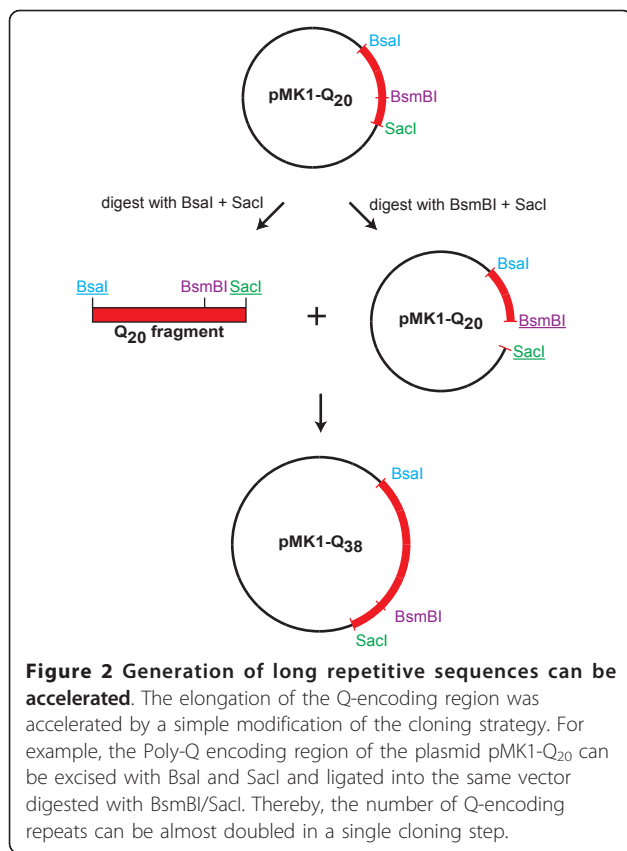 BsaI
pMK1-Q20
BsmBI
SacI
digest with BsaI + SacI
digest with BsmBI + SacI
BsaI
BsmBI SacI
Q20 fragment
+
BsaI
pMK1-Q20
BsmBI
SacI
BsaI
pMK1-Q38
BsmBI
SacI
Figure 2 Generation of long repetitive sequences can be
accelerated. The elongation of the Q-encoding region was
accelerated by a simple modification of the cloning strategy. For
example, the Poly-Q encoding region of the plasmid pMK1-Q20 can
be excised with BsaI and SacI and ligated into the same vector
digested with BsmBI/SacI. Thereby, the number of Q-encoding
repeats can be almost doubled in a single cloning step.